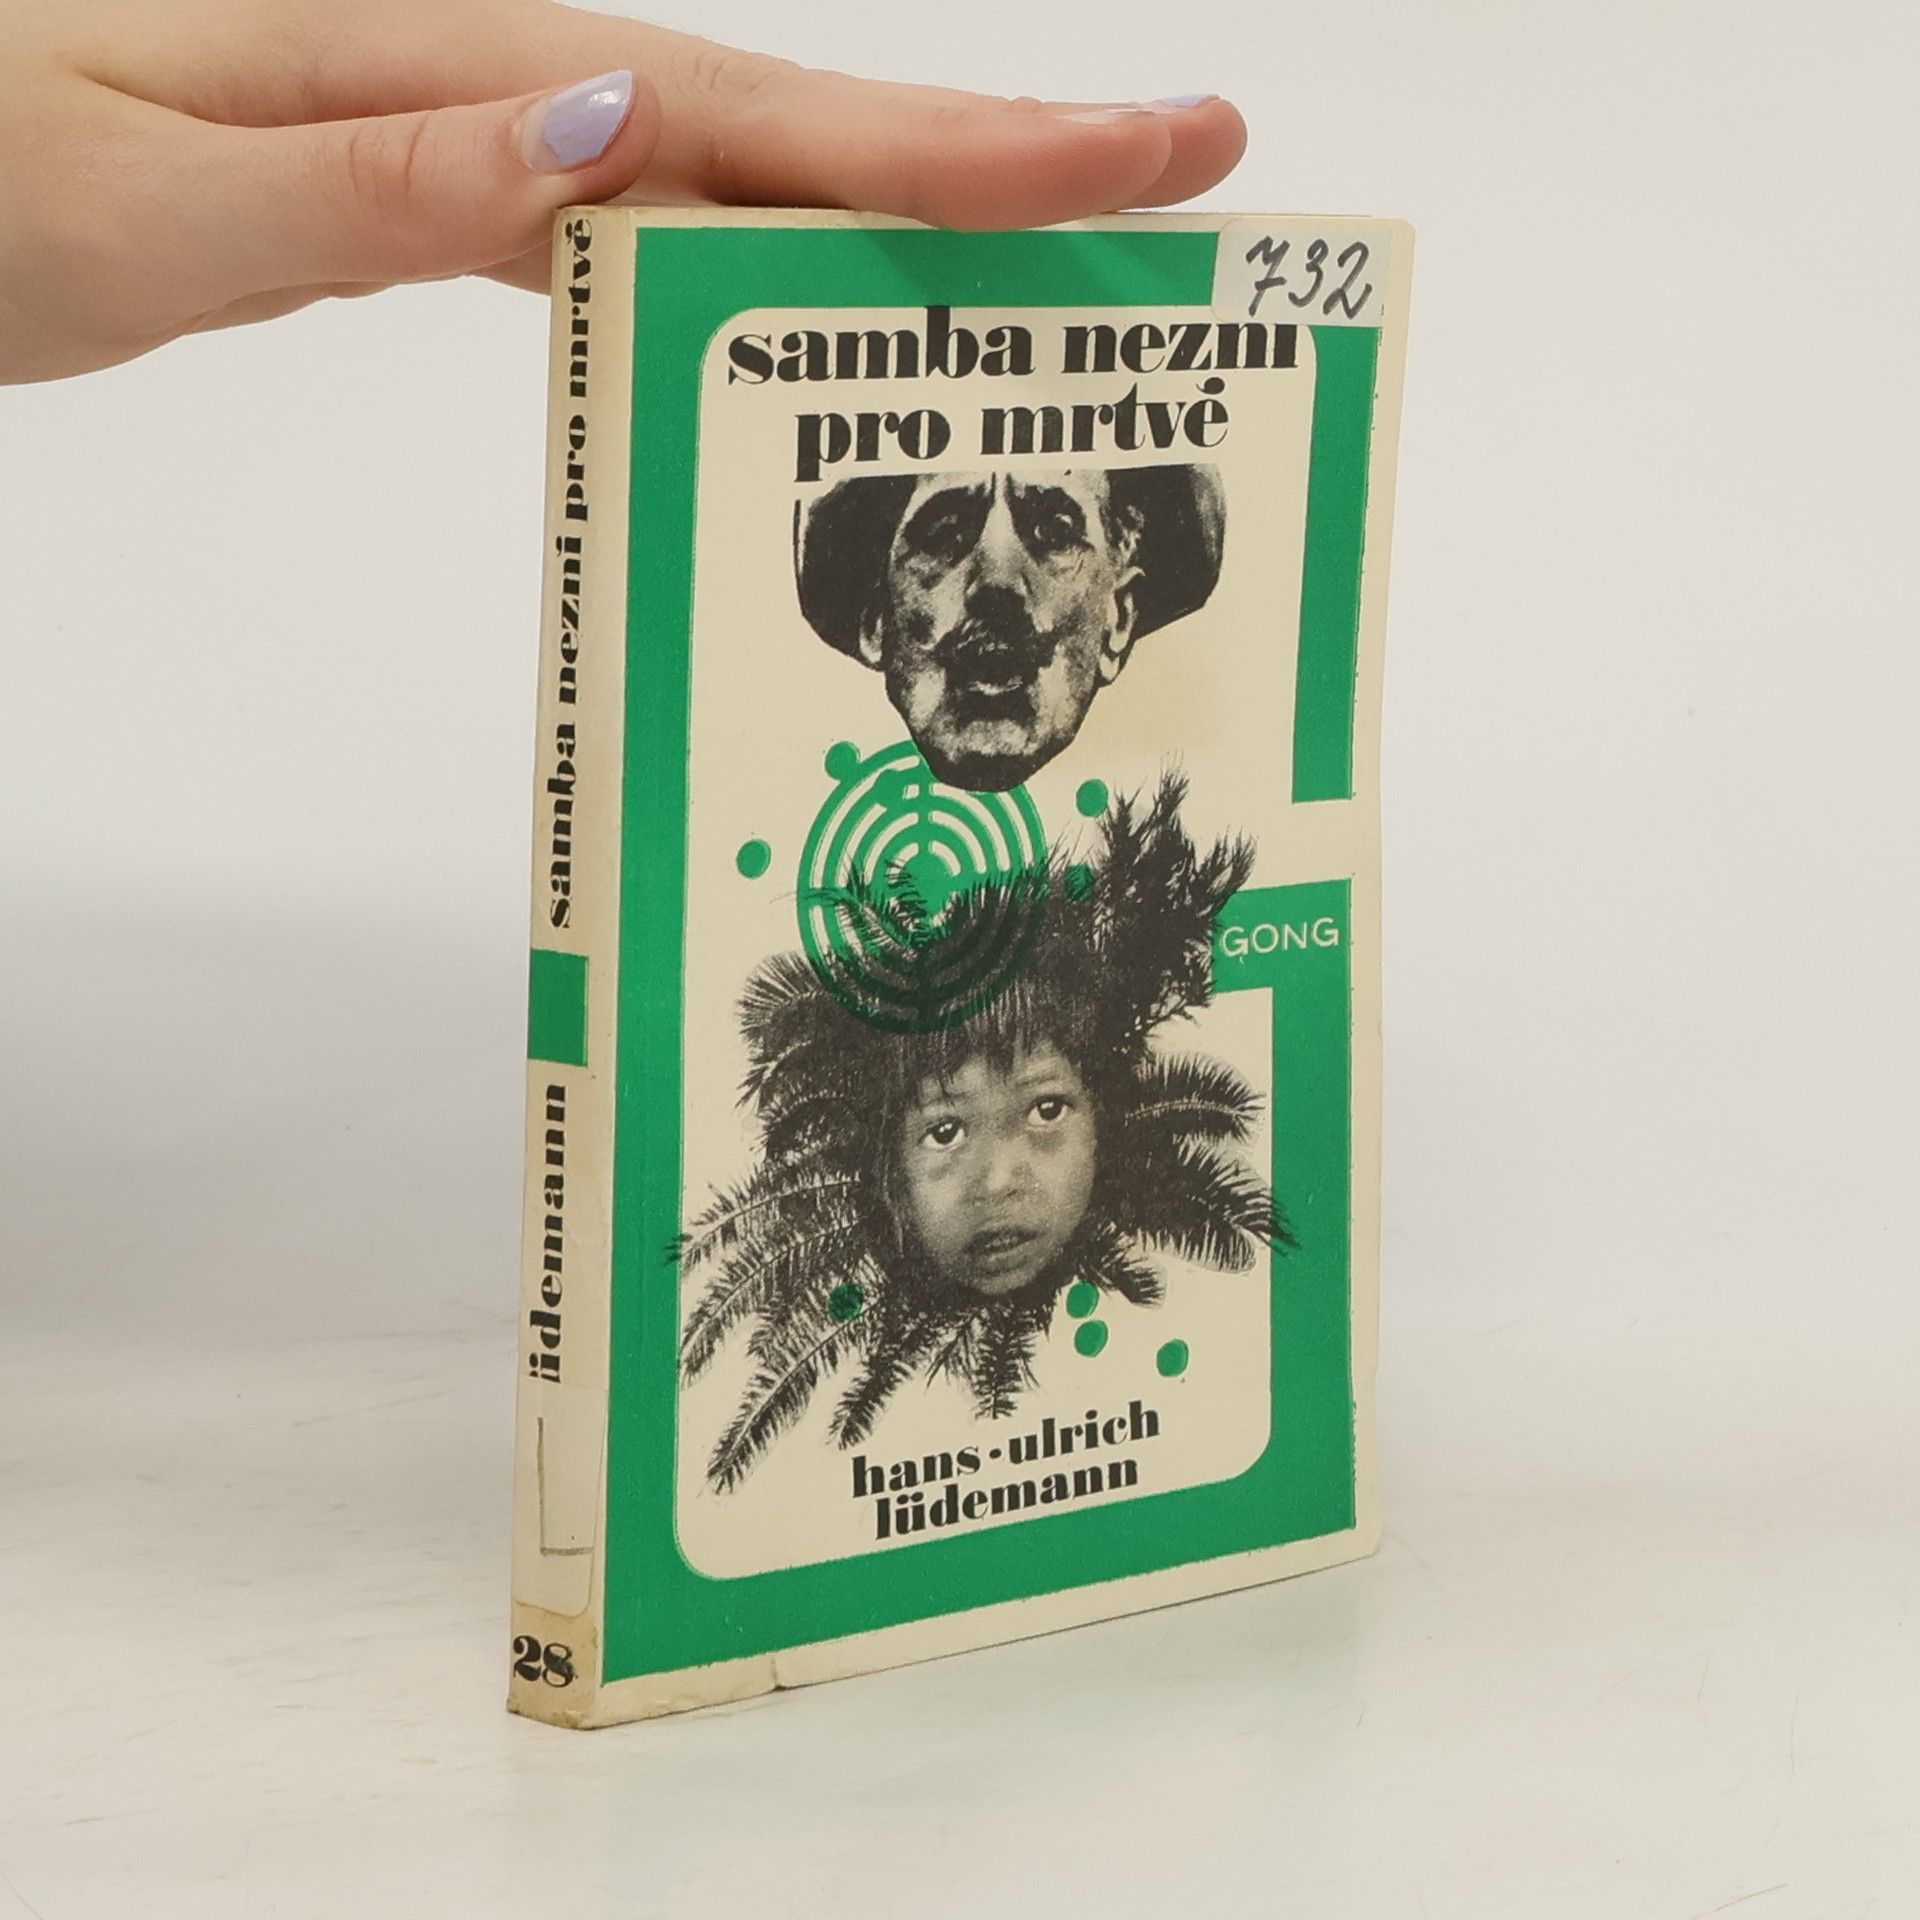 732
samba nezní
pro mrtvé
GONG
hans·ulrich
lüdemann
samba nezní pro mrtvé
lüdemann
28